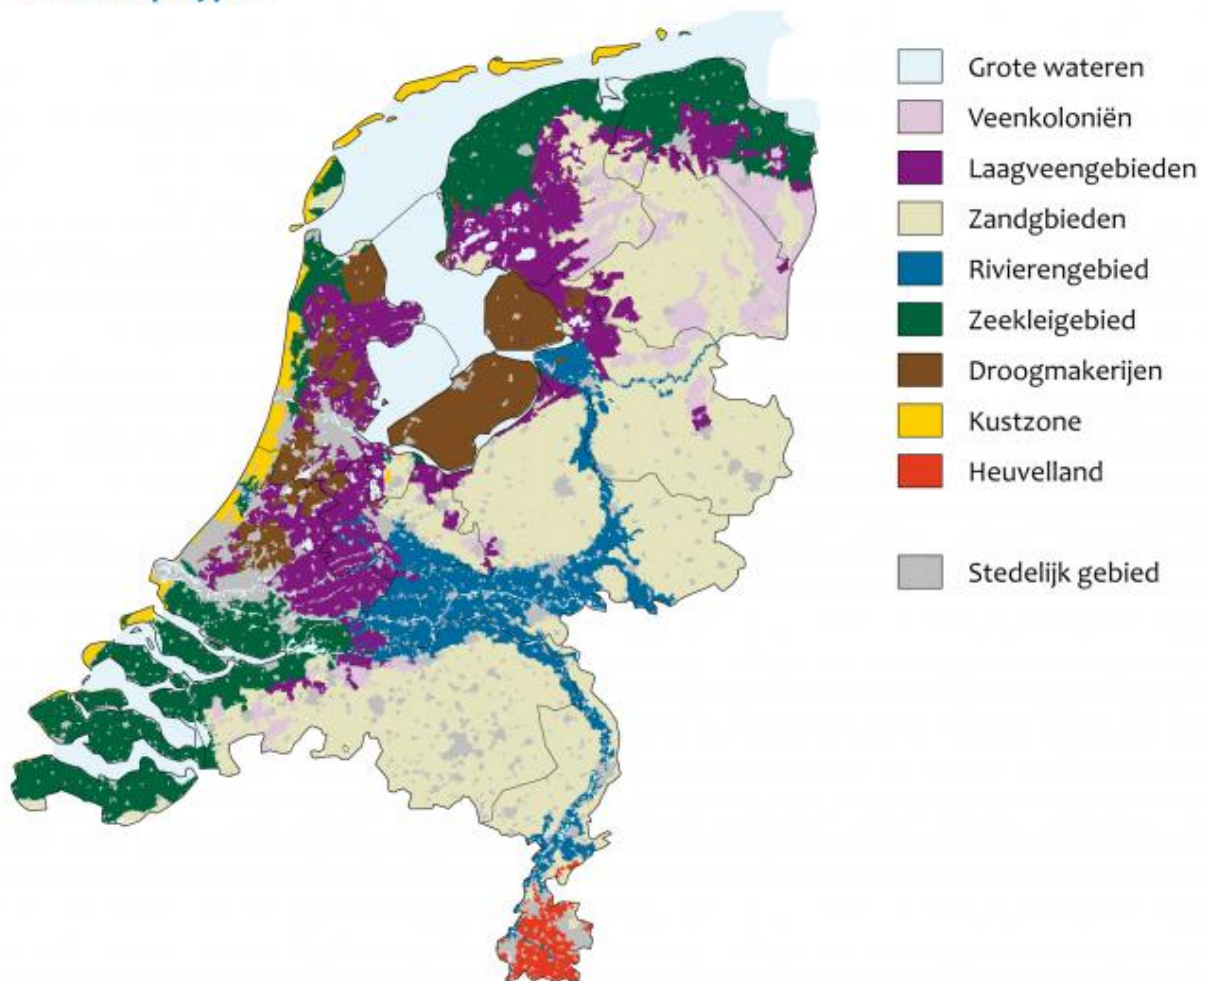 Grote wateren
Veenkoloniën
Laagveengebieden
Zandgbieden
Rivierengebied
Zeekleigebied
Droogmakerijen
Kustzone
Heuvelland
Stedelijk gebied